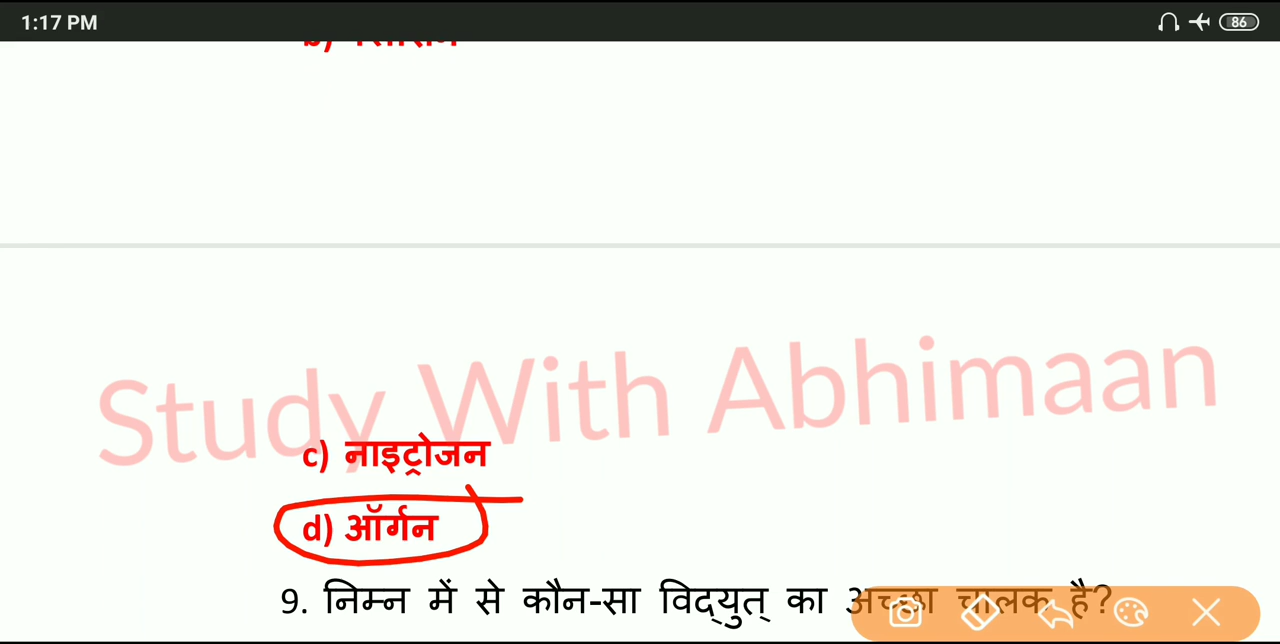 1:17 PM
86
b)
Study With Abhimaan
c) नाइट्रोजन
d) ऑर्गन
9. निम्न में से कौन-सा विद्युत् का अच्छा चालक है?